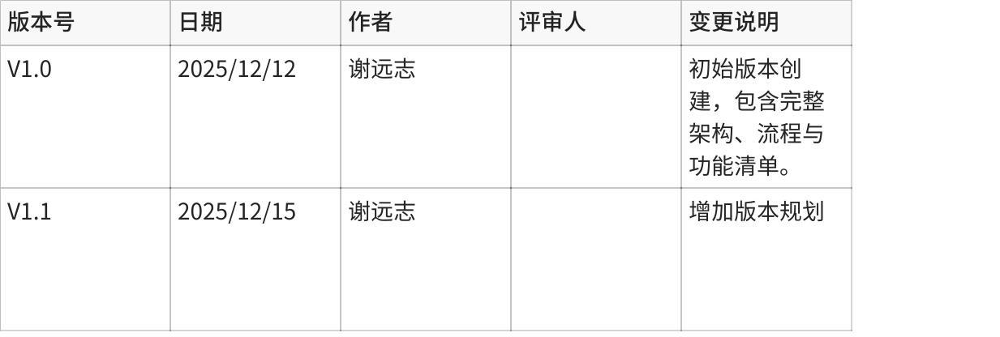 版本号 日期 作者 评审人 变更说明
V1.0 2025/12/12 谢远志 初始版本创
建，包含完整
架构、流程与
功能清单。
V1.1 2025/12/15 谢远志 增加版本规划